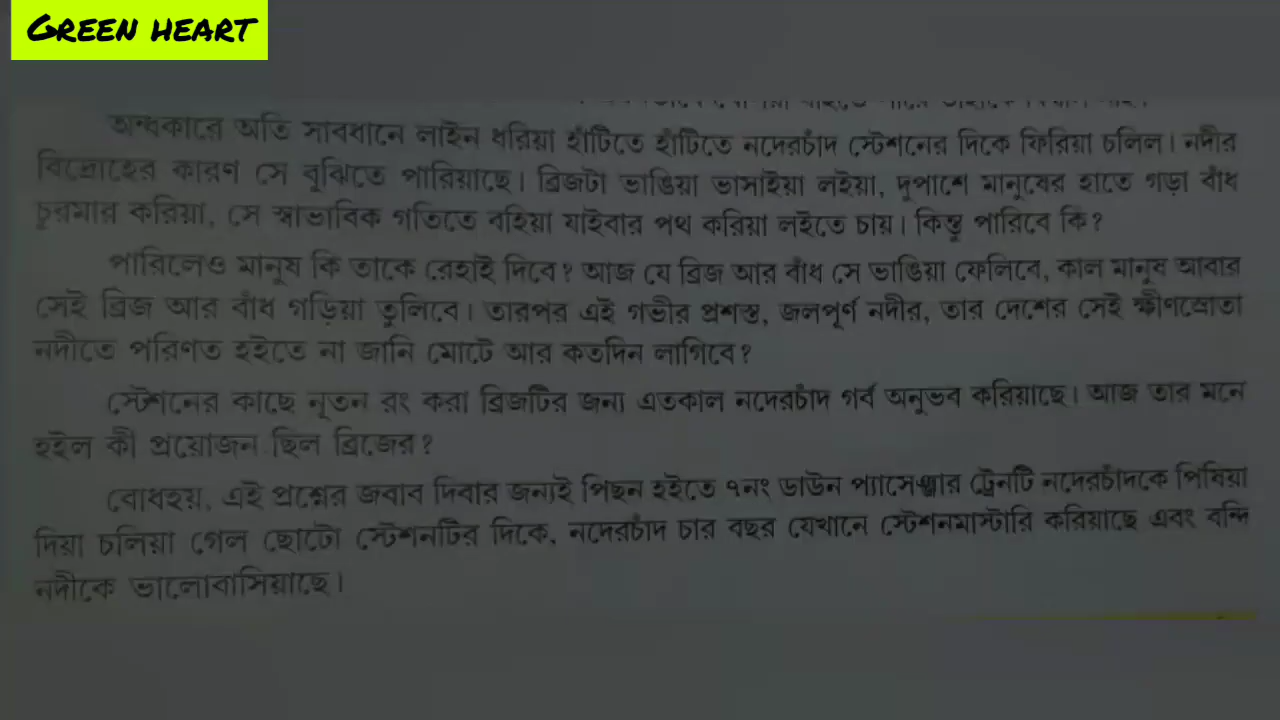 GREEN HEART
অন্ধকারে অতি সাবধানে লাইন ধরিয়া হাঁটিতে হাঁটিতে নদেরচাঁদ স্টেশনের দিকে ফিরিয়া চলিল। নদীর
বিদ্রোহের কারণ সে বুঝিতে পারিয়াছে। ব্রিজটা ভাঙিয়া ভাসাইয়া লইয়া, দুপাশে মানুষের হাতে গড়া বাঁধ
চুরমার করিয়া, সে স্বাভাবিক গতিতে বহিয়া যাইবার পথ করিয়া লইতে চায়। কিন্তু পারিবে কি?
পারিলেও মানুষ কি তাকে রেহাই দিবে? আজ যে ব্রিজ আর বাঁধ সে ভাঙিয়া ফেলিবে, কাল মানুষ আবার
সেই ব্রিজ আর বাঁধ গড়িয়া তুলিবে। তারপর এই গভীর প্রশস্ত, জলপূর্ণ নদীর, তার দেশের সেই ক্ষীণস্রোতা
নদীতে পরিণত হইতে না জানি মোটে আর কতদিন লাগিবে?
স্টেশনের কাছে নূতন রং করা ব্রিজটির জন্য এতকাল নদেরচাঁদ গর্ব অনুভব করিয়াছে। আজ তার মনে
হইল কী প্রয়োজন ছিল ব্রিজের?
বোধহয়, এই প্রশ্নের জবাব দিবার জন্যই পিছন হইতে ৭নং ডাউন প্যাসেঞ্জার ট্রেনটি নদেরচাঁদকে পিষিয়া
দিয়া চলিয়া গেল ছোটো স্টেশনটির দিকে, নদেরচাঁদ চার বছর যেখানে স্টেশনমাস্টারি করিয়াছে এবং বন্দি
নদীকে ভালোবাসিয়াছে।